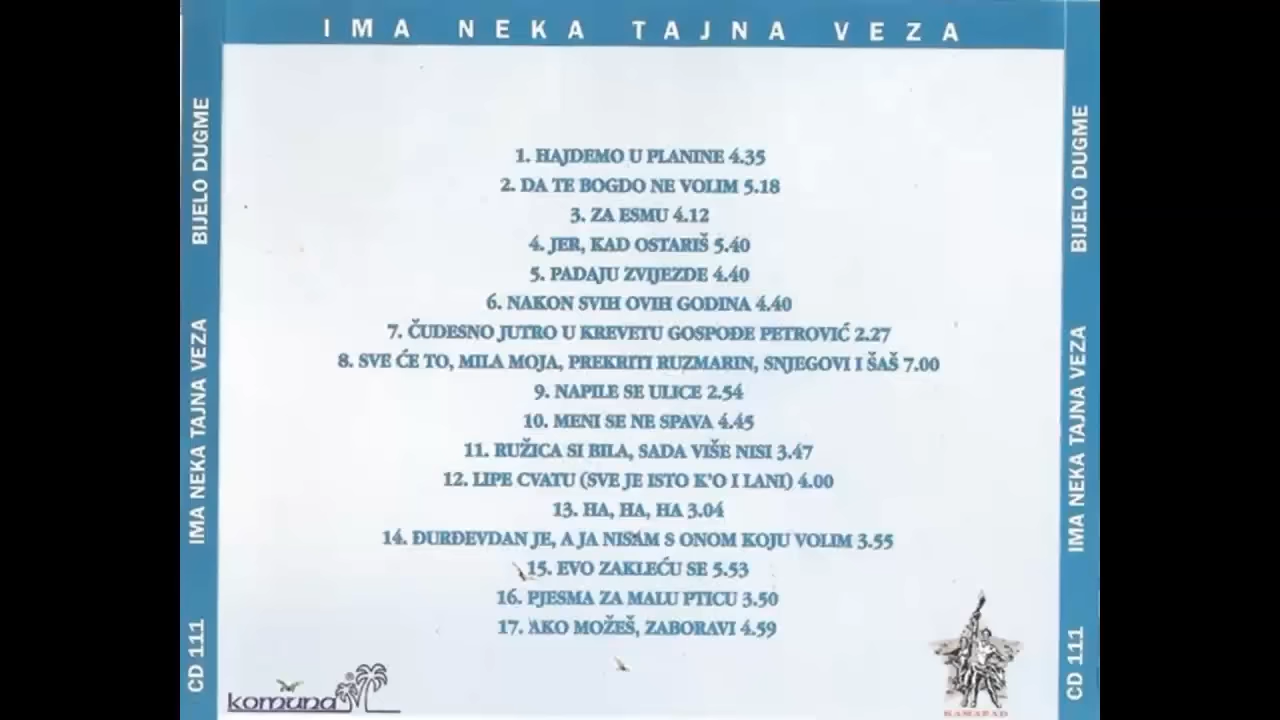 IMA NEKA TAJNA VEZA
BIJELO DUGME
IMA NEKA TAJNA VEZA
CD 111
1. HAJDEMO U PLANINE 4.35
2. DA TE BOGDO NE VOLIM 5.18
3. ZA ESMU 4.12
4. JER, KAD OSTARIŠ 5.40
5. PADAJU ZVIJEZDE 4.40
6. NAKON SVIH OVIH GODINA 4.40
7. ČUDESNO JUTRO U KREVETU GOSPOĐE PETROVIĆ 2.27
8. SVE ĆE TO, MILA MOJA, PREKRITI RUZMARIN, SNJEGOVI I ŠAŠ 7.00
9. NAPILE SE ULICE 2.54
10. MENI SE NE SPAVA 4.45
11. RUŽICA SI BILA, SADA VIŠE NISI 3.47
12. LIPE CVATU (SVE JE ISTO K'O I LANI) 4.00
13. HA, HA, HA 3.04
14. ĐURĐEVDAN JE, A JA NISAM S ONOM KOJU VOLIM 3.55
15. EVO ZAKLEĆU SE 5.53
16. PJESMA ZA MALU PTICU 3.50
17. AKO MOŽEŠ, ZABORAVI 4.59
komuna
КАМАРАD
BIJELO DUGME
IMA NEKA TAJNA VEZA
CD 111